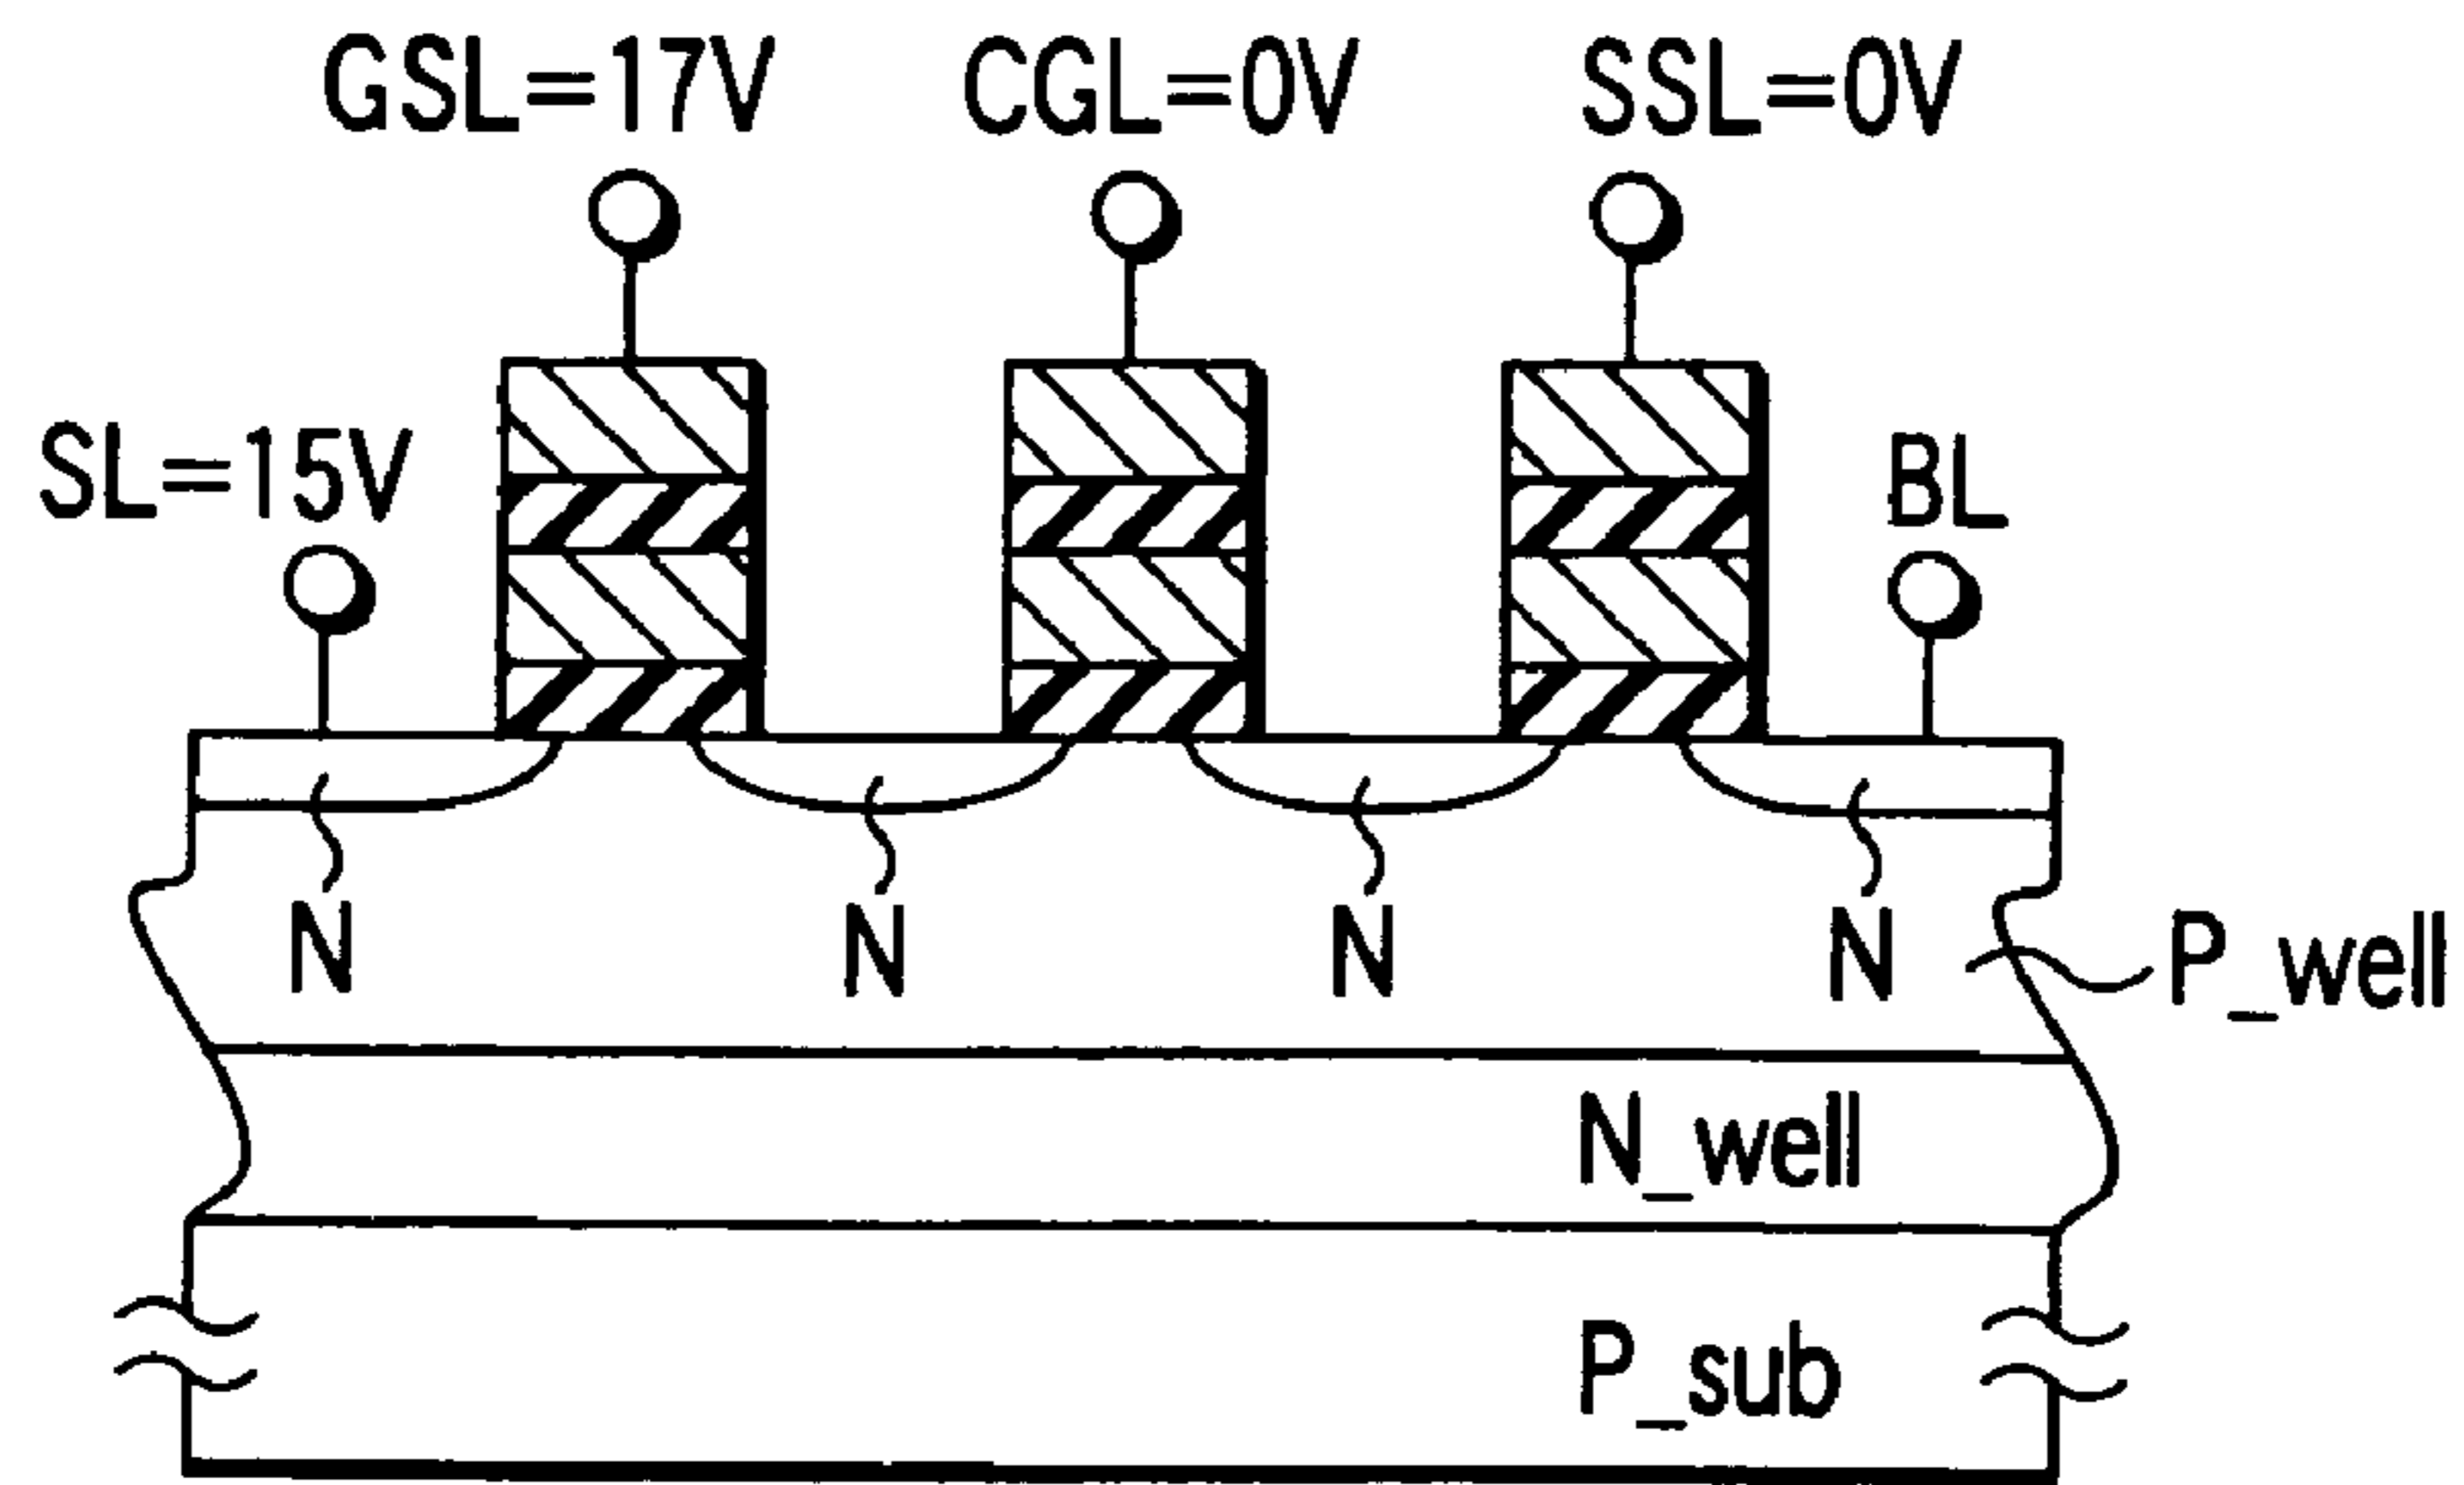 GSL=17V CGL=0V SSL=0V
SL=15V BL
N N N N P_well
N_well
P_sub